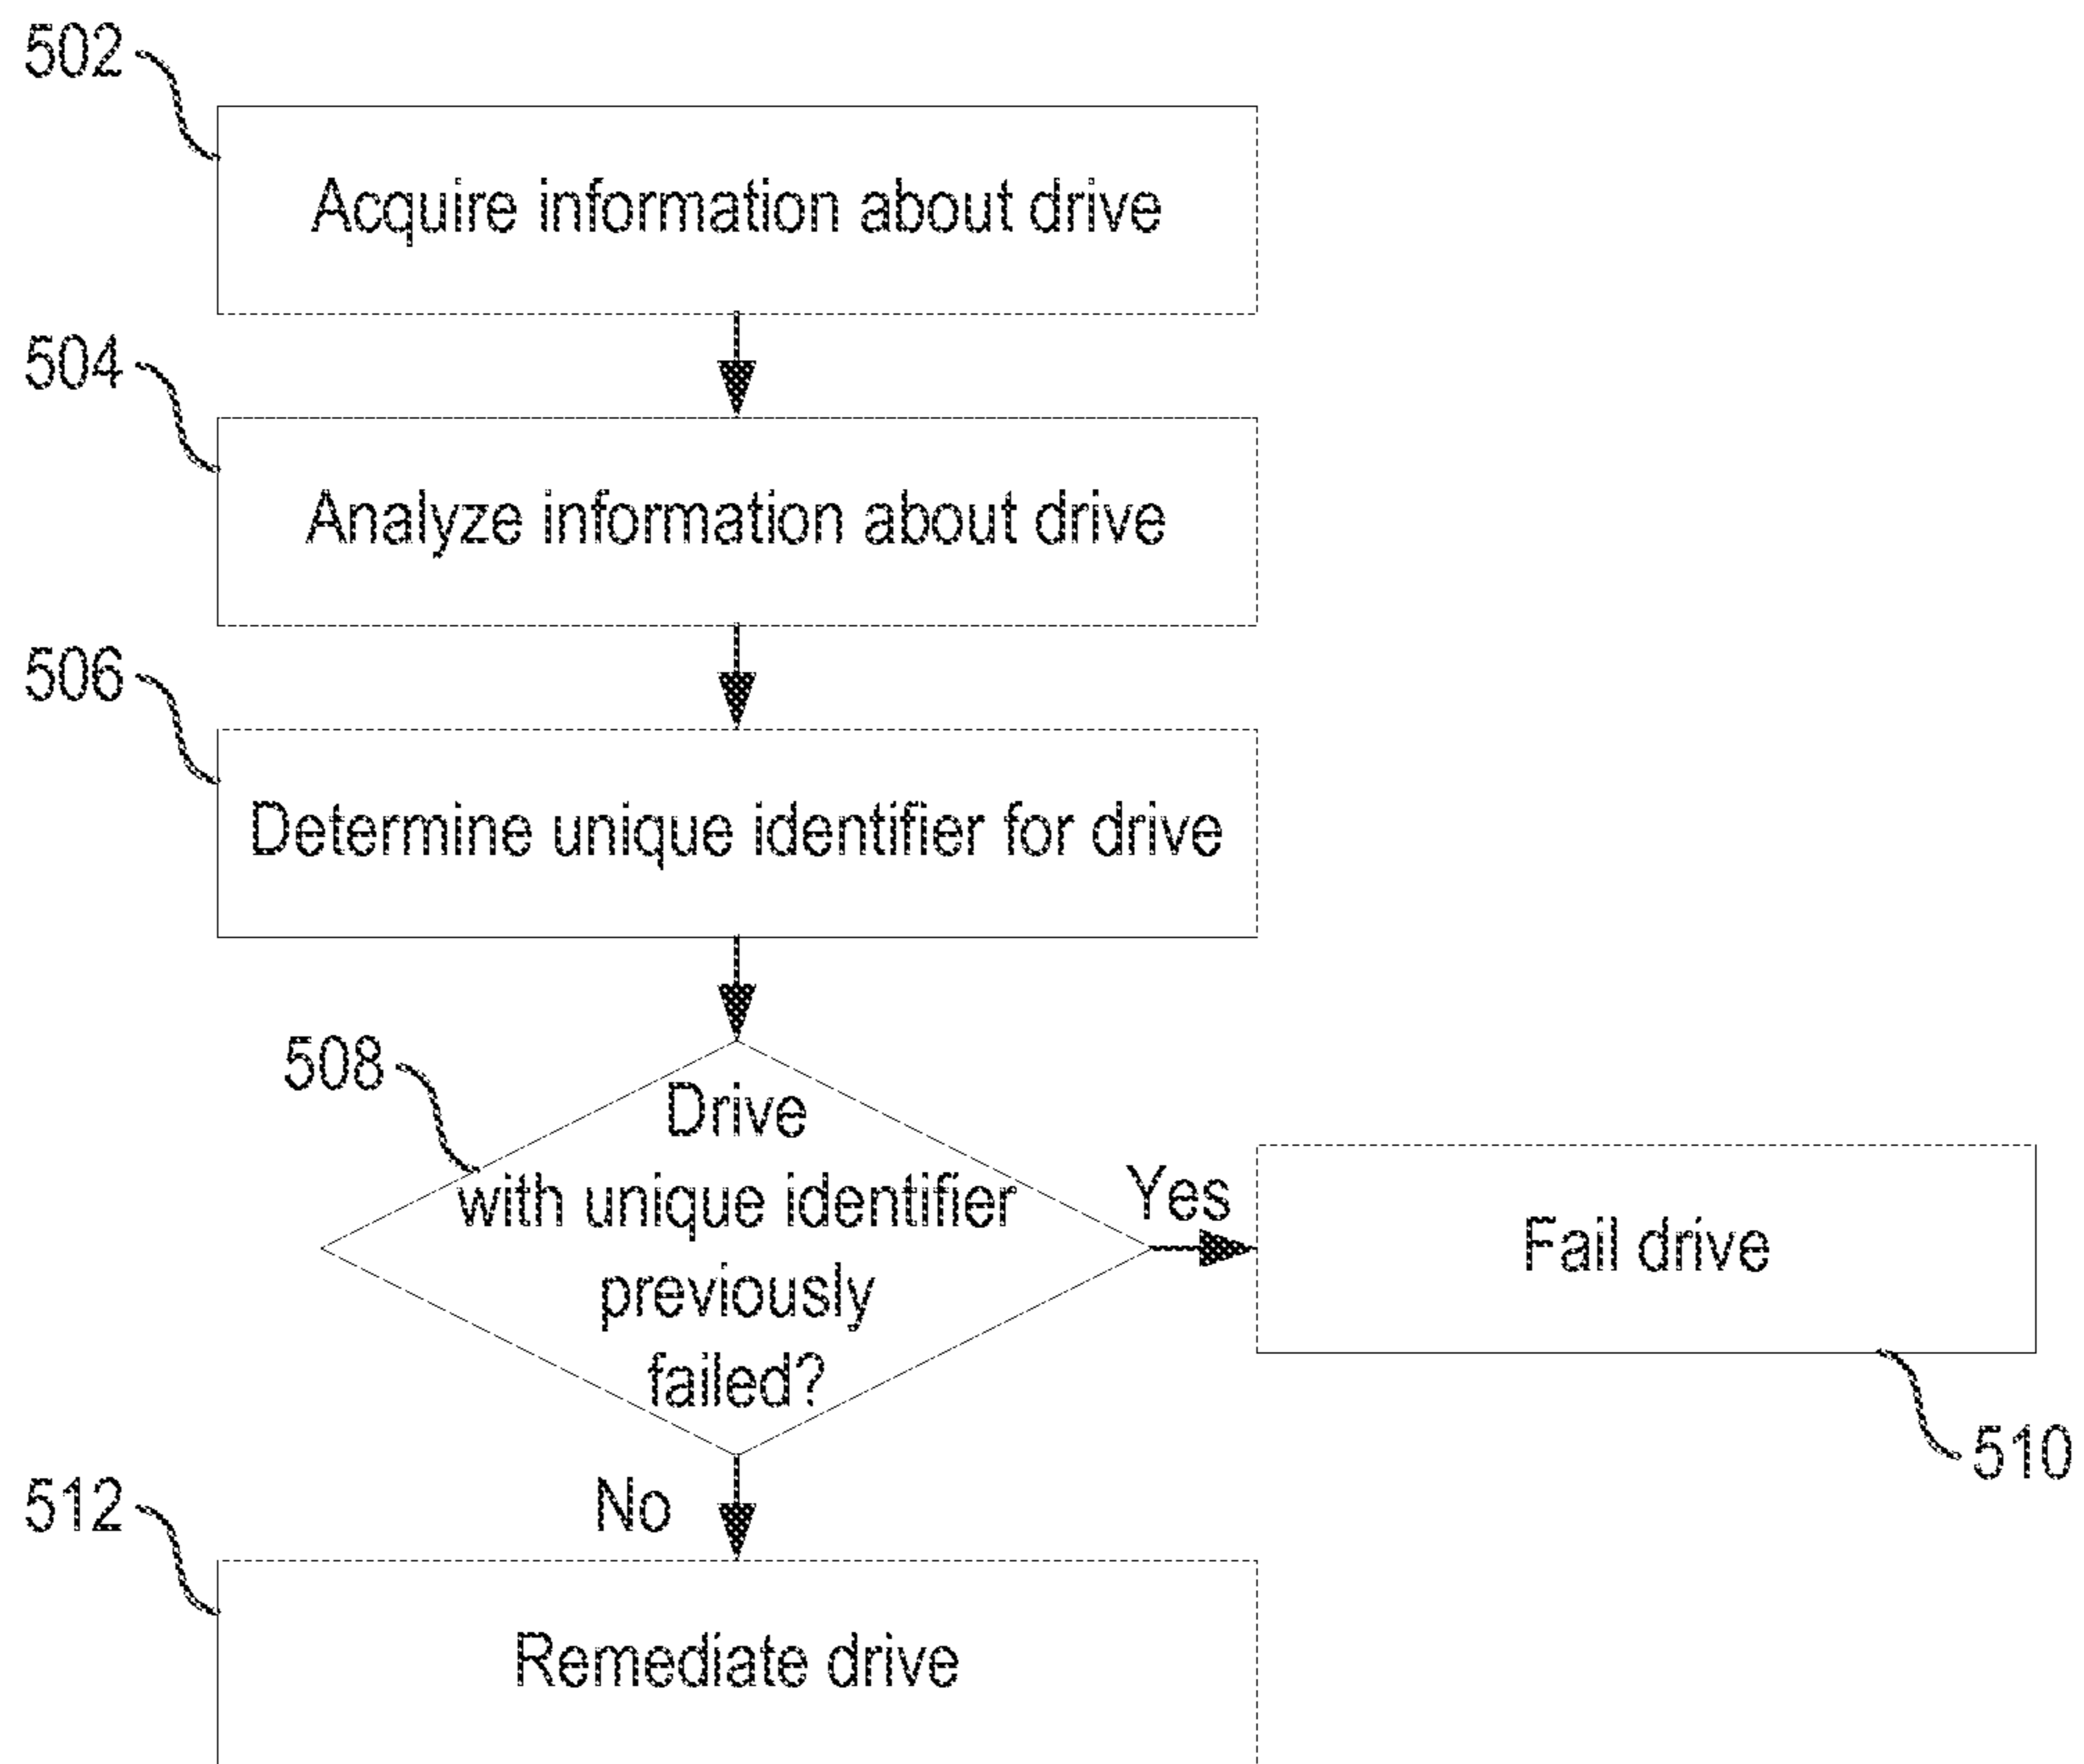 502
Acquire information about drive
504
Analyze information about drive
506
Determine unique identifier for drive
508
Drive
with unique identifier
previously
failed?
Yes
Fail drive
510
No
512
Remediate drive